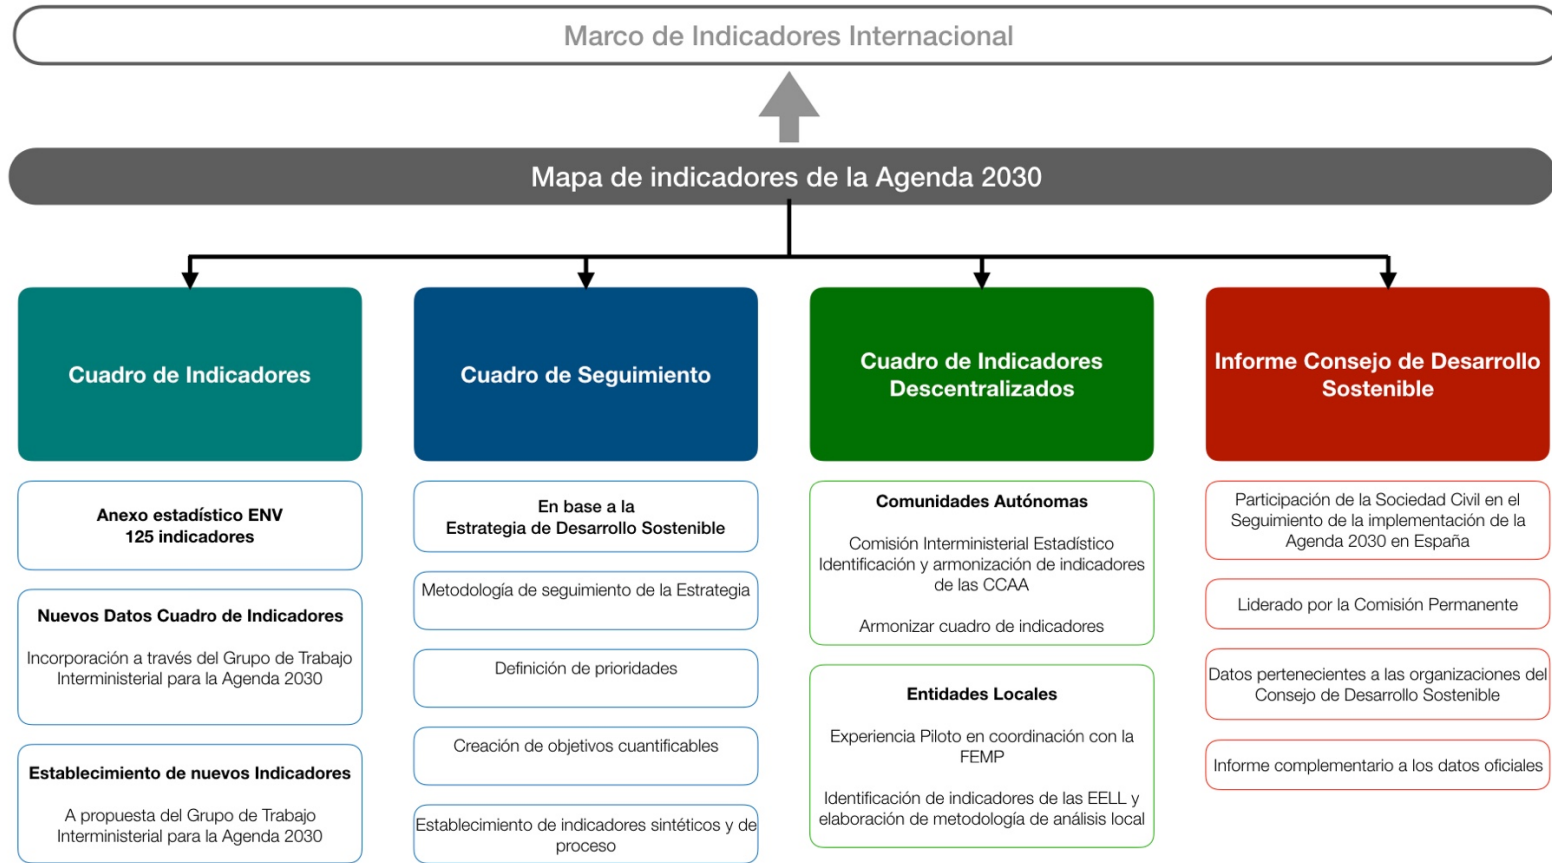 Marco de Indicadores Internacional
Mapa de indicadores de la Agenda 2030
Cuadro de Indicadores
Anexo estadístico ENV
125 indicadores
Nuevos Datos Cuadro de Indicadores
Incorporación a través del Grupo de Trabajo
Interministerial para la Agenda 2030
Establecimiento de nuevos Indicadores
A propuesta del Grupo de Trabajo
Interministerial para la Agenda 2030
Cuadro de Seguimiento
En base a la
Estrategia de Desarrollo Sostenible
Metodología de seguimiento de la Estrategia
Definición de prioridades
Creación de objetivos cuantificables
Establecimiento de indicadores sintéticos y de
proceso
Cuadro de Indicadores
Descentralizados
Comunidades Autónomas
Comisión Interministerial Estadístico
Identificación y armonización de indicadores
de las CCAA
Armonizar cuadro de indicadores
Entidades Locales
Experiencia Piloto en coordinación con la
FEMP
Identificación de indicadores de las EELL y
elaboración de metodología de análisis local
Informe Consejo de Desarrollo
Sostenible
Participación de la Sociedad Civil en el
Seguimiento de la implementación de la
Agenda 2030 en España
Liderado por la Comisión Permanente
Datos pertenecientes a las organizaciones del
Consejo de Desarrollo Sostenible
Informe complementario a los datos oficiales